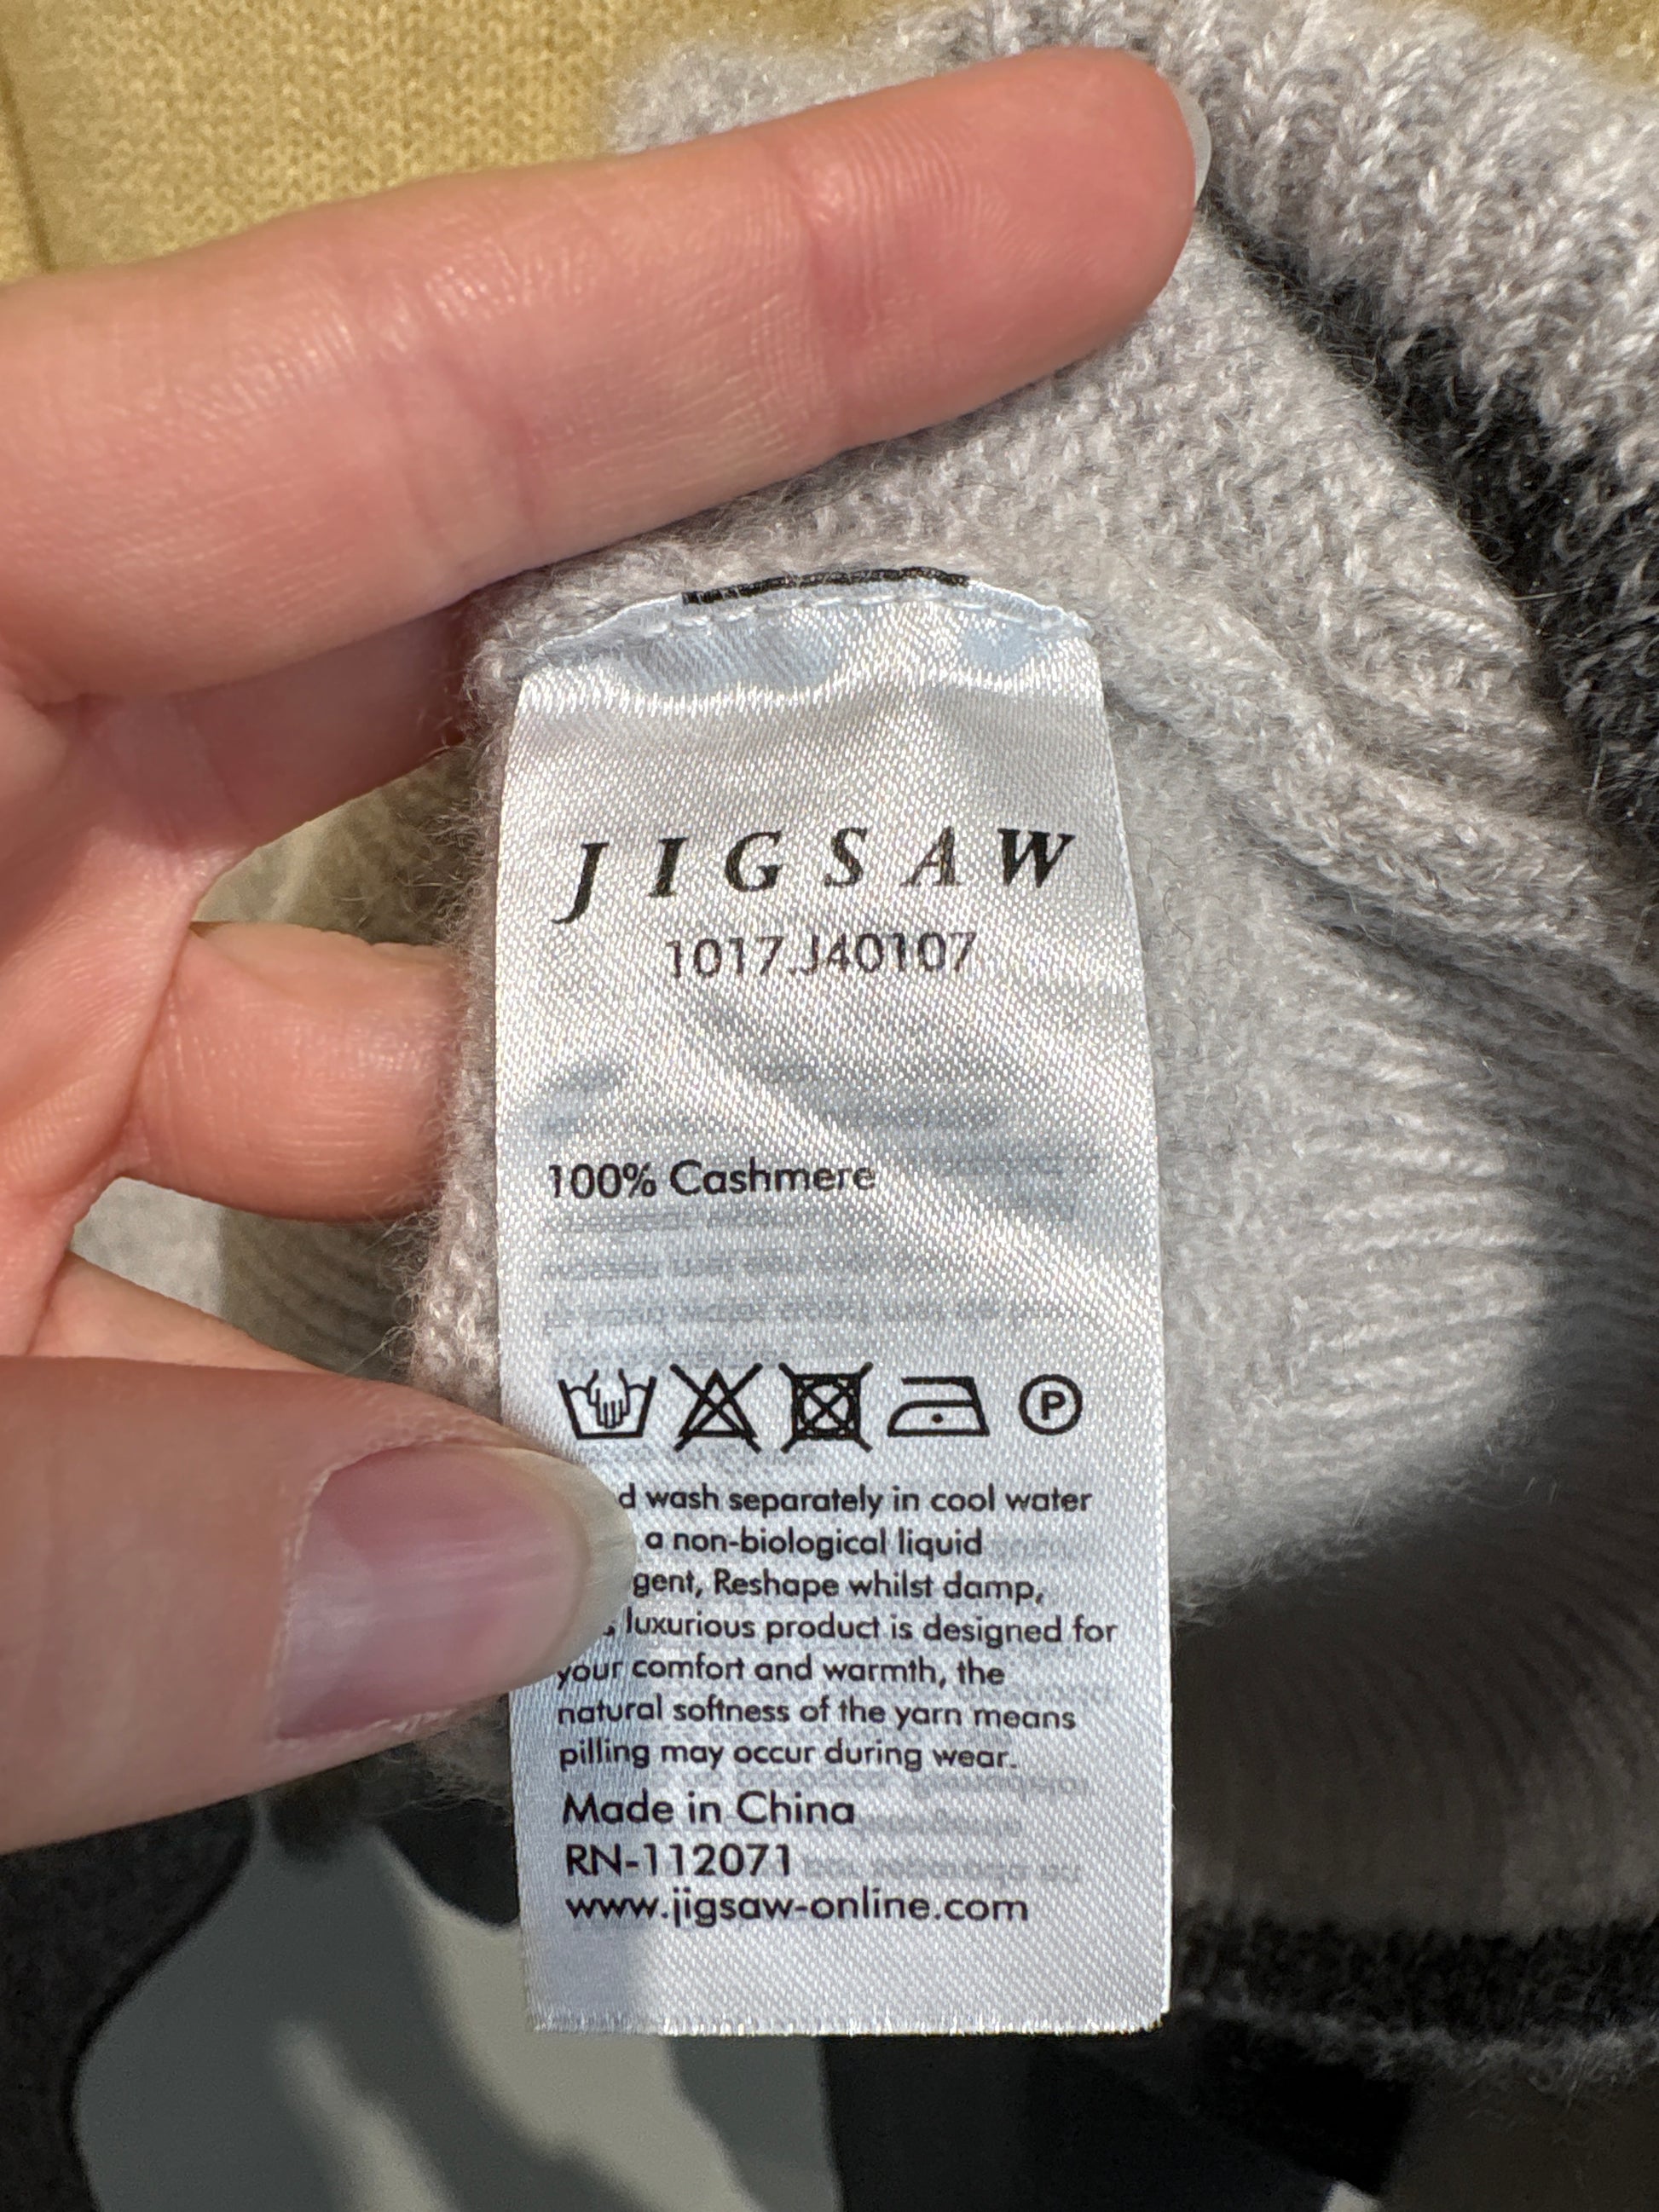 JIGSAW
1017 J40107
100% Cashmere
P
wash separately in cool water
a non-biological liquid
Reshape whilst damp,
luxurious product is designed for
your comfort and warmth, the
natural softness of the yarn means
pilling may occur during wear.
Made in China
RN-112071
www.jigsaw-online.com